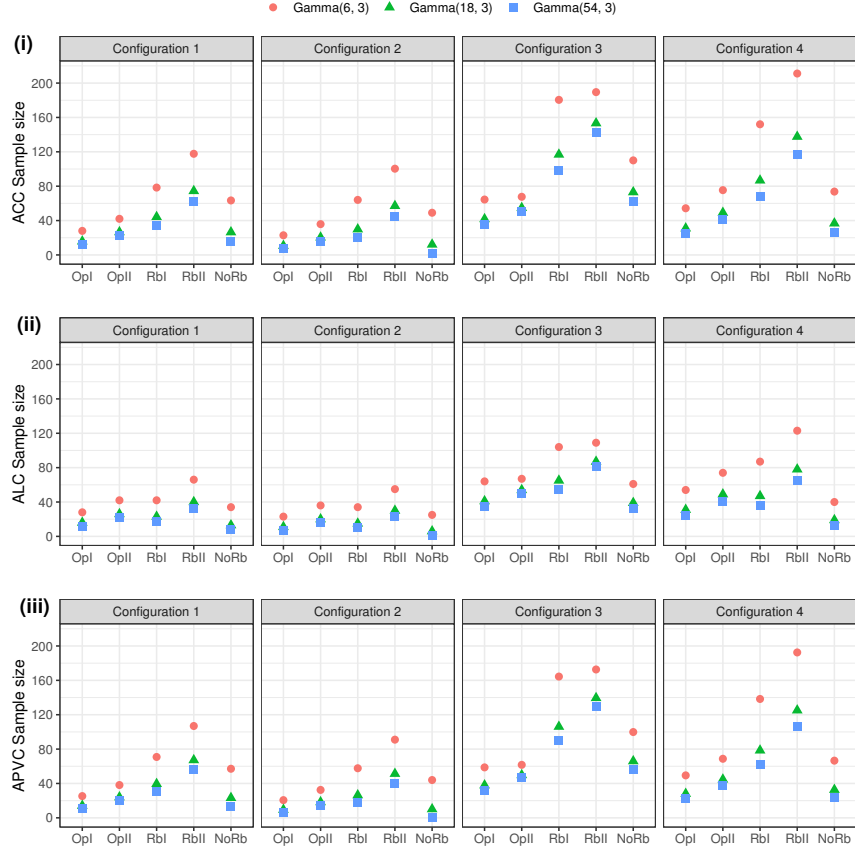 Gamma(6, 3) Gamma(18, 3) Gamma(54, 3)
(i)
Configuration 1 Configuration 2 Configuration 3 Configuration 4
ACC Sample size
200
160
120
80
40
0
OpI OpII RbI RbII NoRb OpI OpII RbI RbII NoRb OpI OpII RbI RbII NoRb OpI OpII RbI RbII NoRb
(ii)
Configuration 1 Configuration 2 Configuration 3 Configuration 4
ALC Sample size
200
160
120
80
40
0
OpI OpII RbI RbII NoRb OpI OpII RbI RbII NoRb OpI OpII RbI RbII NoRb OpI OpII RbI RbII NoRb
(iii)
Configuration 1 Configuration 2 Configuration 3 Configuration 4
APVC Sample size
200
160
120
80
40
0
OpI OpII RbI RbII NoRb OpI OpII RbI RbII NoRb OpI OpII RbI RbII NoRb OpI OpII RbI RbII NoRb